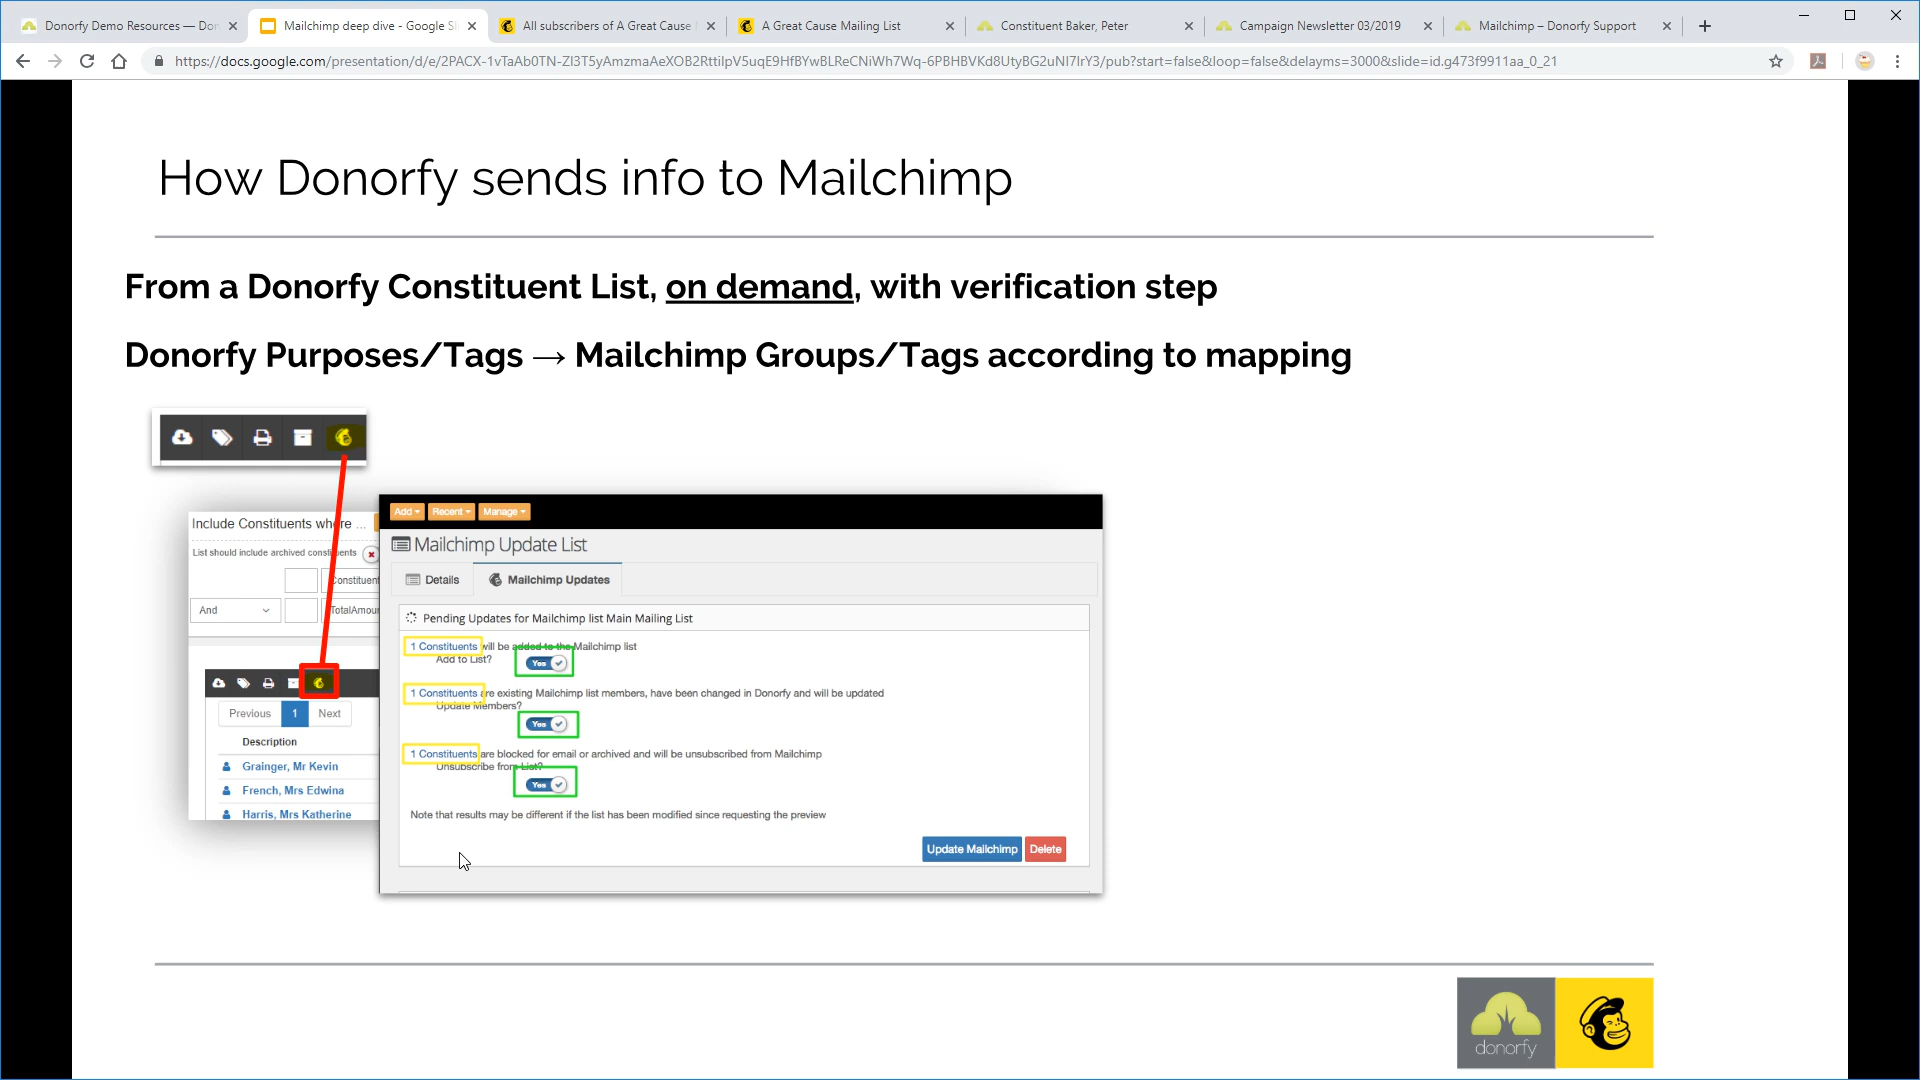 Donorfy Demo Resources — Don
Mailchimp deep dive - Google Sl
All subscribers of A Great Cause
A Great Cause Mailing List
Constituent Baker, Peter
Campaign Newsletter 03/2019
Mailchimp – Donorfy Support
https://docs.google.com/presentation/d/e/2PACX-1vTaAb0TN-Zl3T5yAmzmaAeXOB2RttilpV5uqE9HfBYwBLReCNiWh7Wq-6PBHBVKd8UtyBG2uNI7lrY3/pub?start=false&loop=false&delayms=3000&slide=id.g473f9911aa_0_21
How Donorfy sends info to Mailchimp
From a Donorfy Constituent List, on demand, with verification step
Donorfy Purposes/Tags → Mailchimp Groups/Tags according to mapping
Include Constituents where ...
List should include archived constituents
Constituent
And
TotalAmou
Previous 1 Next
Description
Grainger, Mr Kevin
French, Mrs Edwina
Harris, Mrs Katherine
Add Recent Manage
Mailchimp Update List
Details
Mailchimp Updates
Pending Updates for Mailchimp list Main Mailing List
1 Constituents will be added to the Mailchimp list
Add to List?
Yes
1 Constituents are existing Mailchimp list members, have been changed in Donorfy and will be updated
Update Members?
Yes
1 Constituents are blocked for email or archived and will be unsubscribed from Mailchimp
Unsubscribe from List?
Yes
Note that results may be different if the list has been modified since requesting the preview
Update Mailchimp
Delete
donorfy